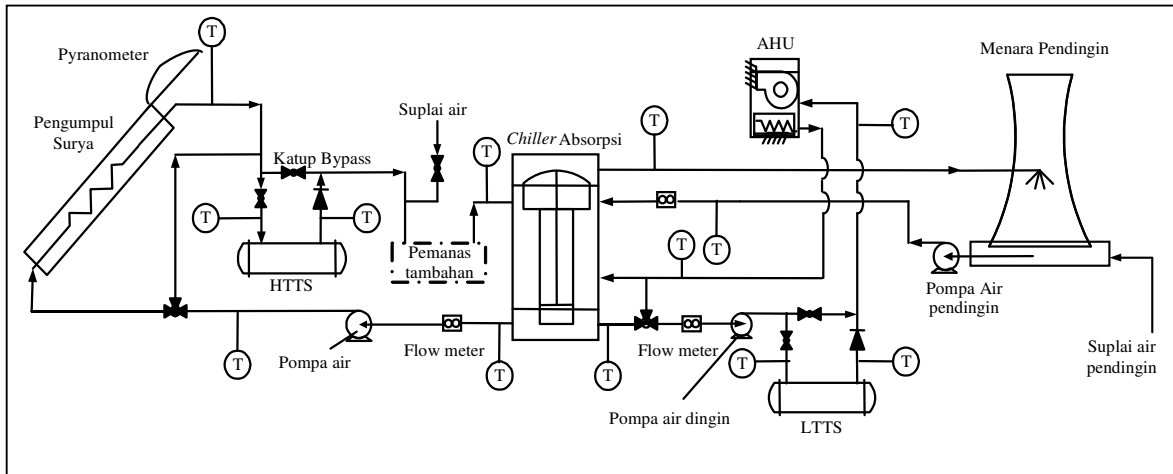 T
AHU
Menara Pendingin
Pyranometer
Suplai air
Pengumpul
Surya
T
Katup Bypass
T
Chiller Absorpsi
T
T
T
T
T
Pemanas
tambahan
HTTS
Pompa Air
pendingin
T
Pompa air
Flow meter
T
T
Flow meter
T
T
Suplai air
pendingin
Pompa air dingin
LTTS